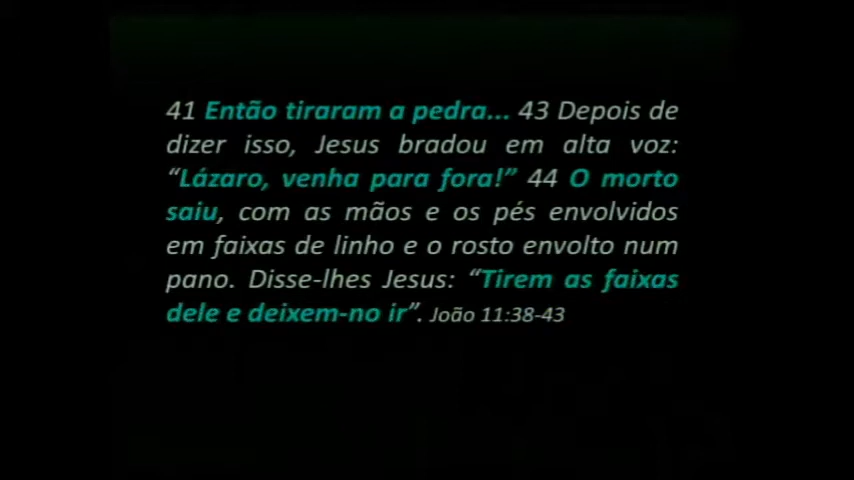 41 Então tiraram a pedra... 43 Depois de
dizer isso, Jesus bradou em alta voz:
“Lázaro, venha para fora!” 44 O morto
saiu, com as mãos e os pés envolvidos
em faixas de linho e o rosto envolto num
pano. Disse-lhes Jesus: “Tirem as faixas
dele e deixem-no ir”. João 11:38-43